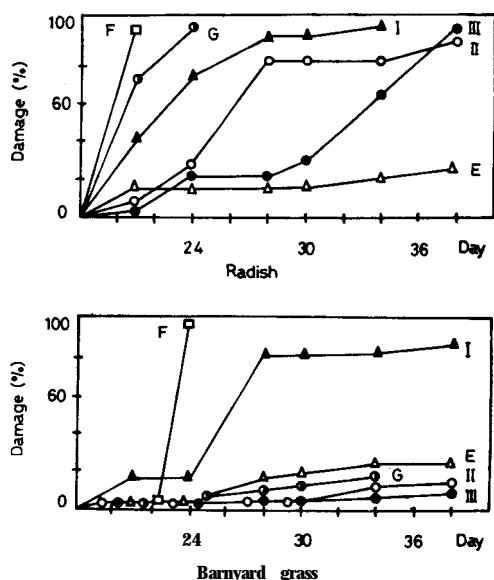 100
60
0
Damage (%)
F
G
I
III
II
E
24
30
36
Day
Radish
100
60
0
Damage (%)
F
I
E
G
II
III
24
30
36
Day
Barnyard grass